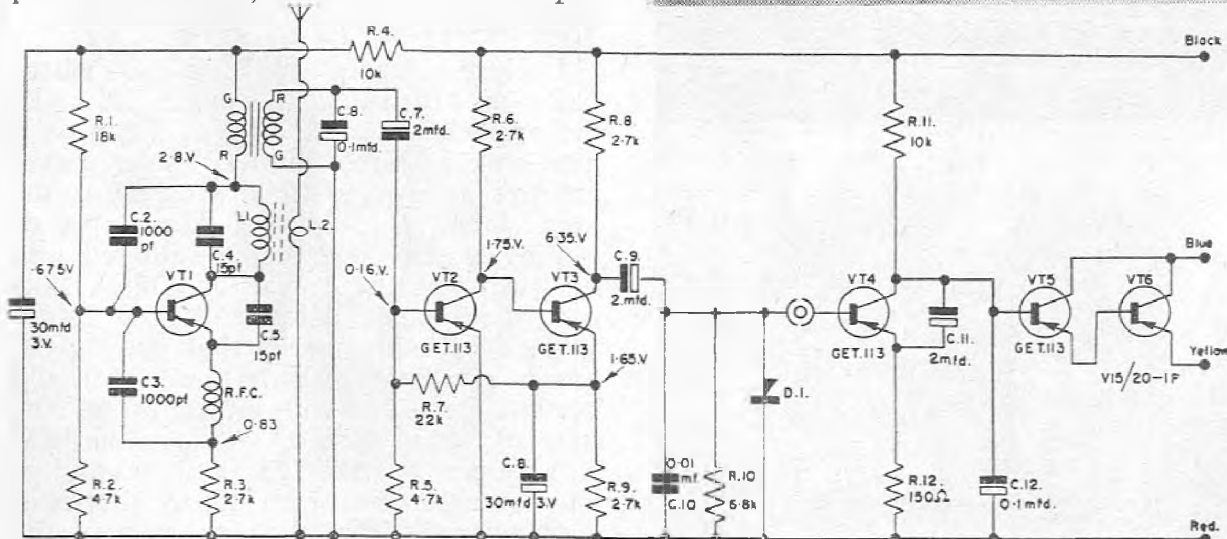 R.4.
10k
Black
R.1.
18k
G
R
R
G
C.8.
0·1mfd.
C.7.
2mfd.
R.6.
2·7k
R.8.
2·7k
R.11.
10k
2·8.V.
C.2.
1000
pf
L1
L.2.
C.4.
15pf
·675V
VT1
0·16.V.
1·75.V.
6·35.V
C.9.
2.mfd.
VT2
VT3
VT4
VT5
VT6
Blue
30mfd
3.V.
C.5.
15pf
GET.113
GET.113
GET.113
C.11.
2mfd.
GET.113
Yellow
V15/20-1P
C3.
1000pf
R.F.C.
0·83
R.7.
22k
1·65.V
D.1.
R.2.
4·7k
R.3.
2·7k
R.5.
4·7k
C.8.
30mfd 3.V
R.9.
2·7k
0·01
mf.
C.10
R.10
6·8k
R.12.
150Ω
C.12.
0·1mfd.
Red.